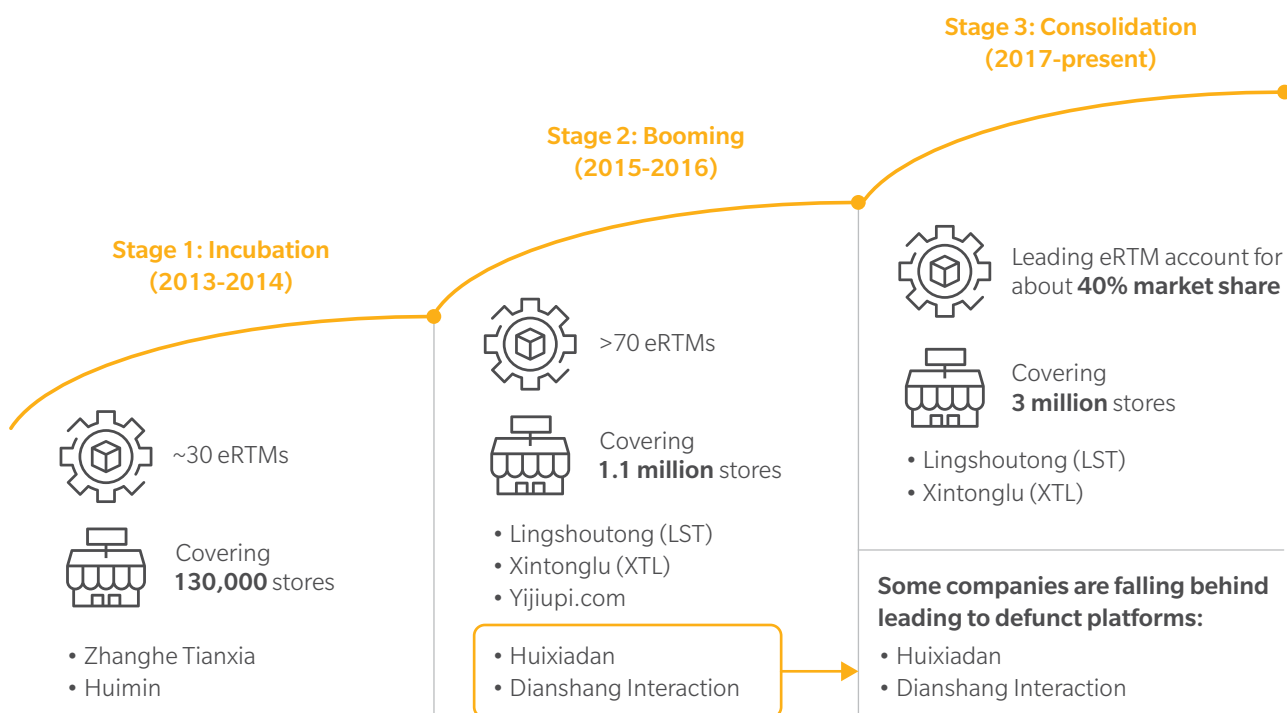 Stage 1: Incubation
(2013-2014)
~30 eRTMs
Covering
130,000 stores
• Zhanghe Tianxia
• Huimin
Stage 2: Booming
(2015-2016)
>70 eRTMs
Covering
1.1 million stores
• Lingshoutong (LST)
• Xintonglu (XTL)
• Yijiupi.com
• Huixiadan
• Dianshang Interaction
Stage 3: Consolidation
(2017-present)
Leading eRTM account for
about 40% market share
Covering
3 million stores
• Lingshoutong (LST)
• Xintonglu (XTL)
Some companies are falling behind
leading to defunct platforms:
• Huixiadan
• Dianshang Interaction